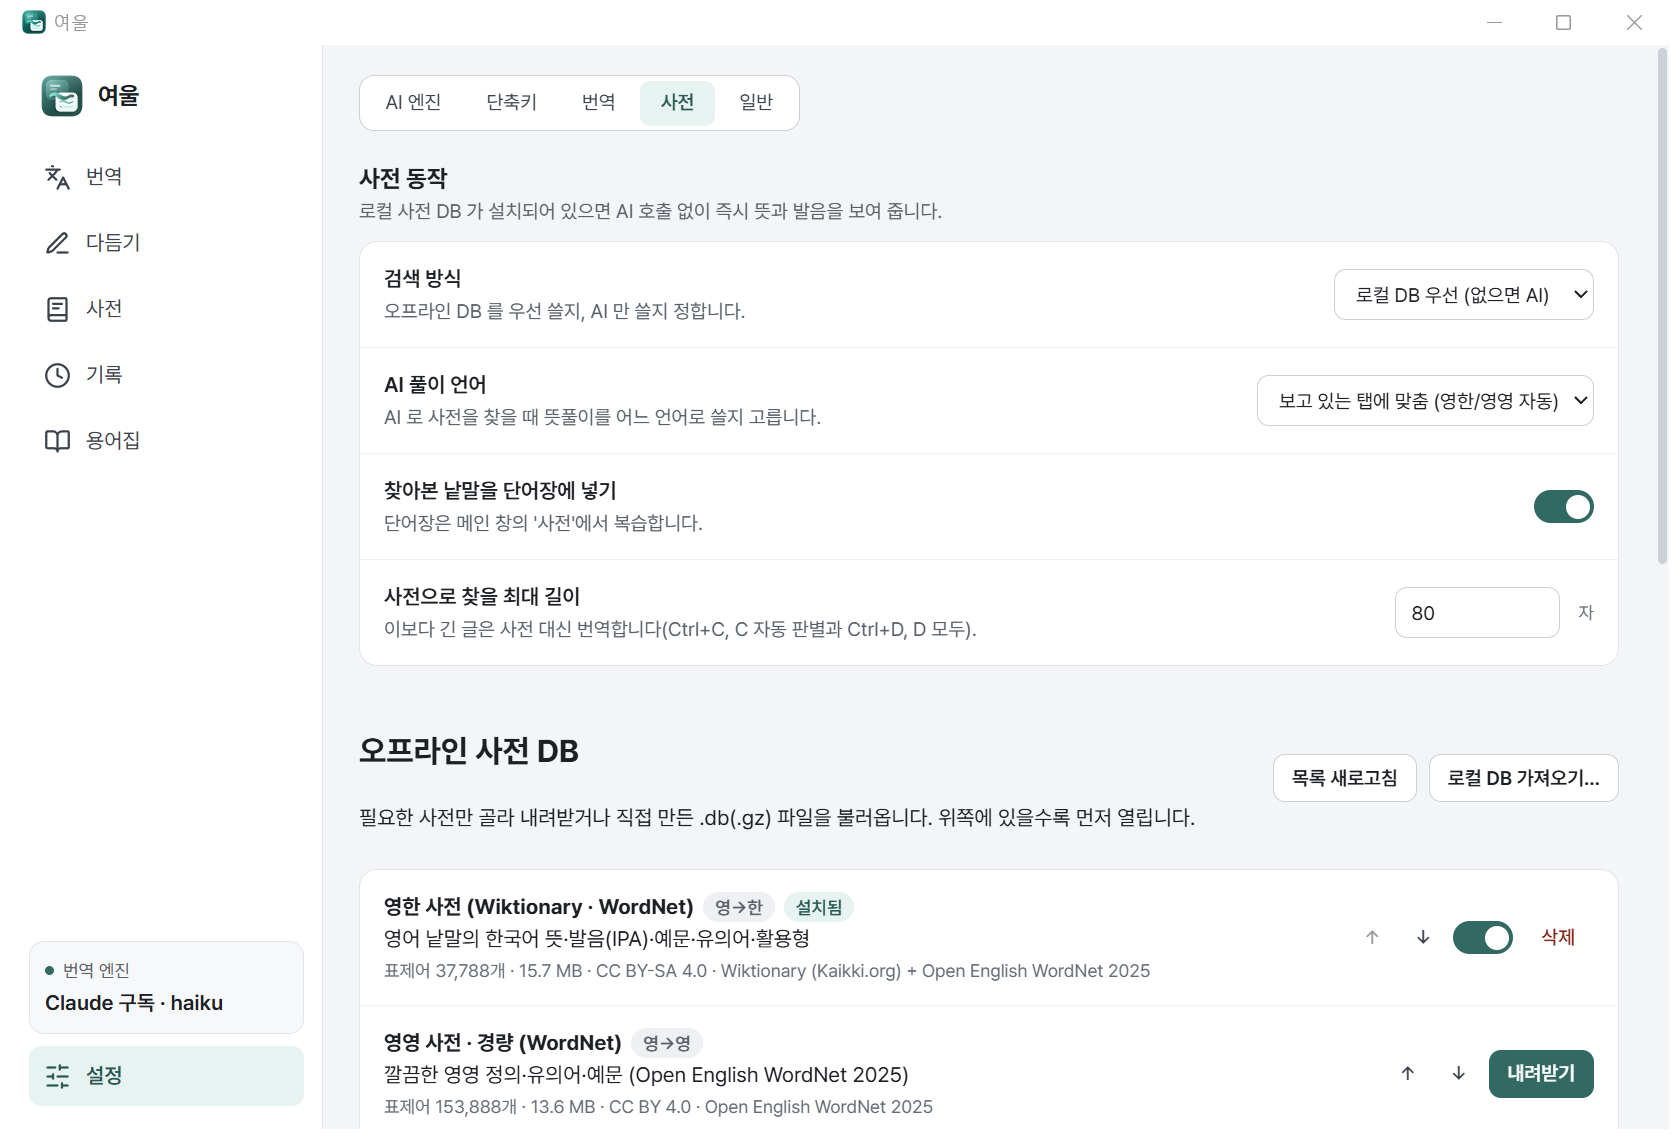 여울
여울
번역
다듬기
사전
기록
용어집
번역 엔진
Claude 구독 · haiku
설정
AI 엔진 단축키 번역 사전 일반
사전 동작
로컬 사전 DB 가 설치되어 있으면 AI 호출 없이 즉시 뜻과 발음을 보여 줍니다.
검색 방식
오프라인 DB 를 우선 쓸지, AI 만 쓸지 정합니다.
로컬 DB 우선 (없으면 AI)
AI 풀이 언어
AI 로 사전을 찾을 때 뜻풀이를 어느 언어로 쓸지 고릅니다.
보고 있는 탭에 맞춤 (영한/영영 자동)
찾아본 낱말을 단어장에 넣기
단어장은 메인 창의 '사전'에서 복습합니다.
사전으로 찾을 최대 길이
이보다 긴 글은 사전 대신 번역합니다(Ctrl+C, C 자동 판별과 Ctrl+D, D 모두).
80 자
오프라인 사전 DB
목록 새로고침 로컬 DB 가져오기...
필요한 사전만 골라 내려받거나 직접 만든 .db(.gz) 파일을 불러옵니다. 위쪽에 있을수록 먼저 열립니다.
영한 사전 (Wiktionary · WordNet) 영→한 설치됨
영어 낱말의 한국어 뜻·발음(IPA)·예문·유의어·활용형
표제어 37,788개 · 15.7 MB · CC BY-SA 4.0 · Wiktionary (Kaikki.org) + Open English WordNet 2025
↑ ↓ 삭제
영영 사전 · 경량 (WordNet) 영→영
깔끔한 영영 정의·유의어·예문 (Open English WordNet 2025)
표제어 153,888개 · 13.6 MB · CC BY 4.0 · Open English WordNet 2025
↑ ↓ 내려받기